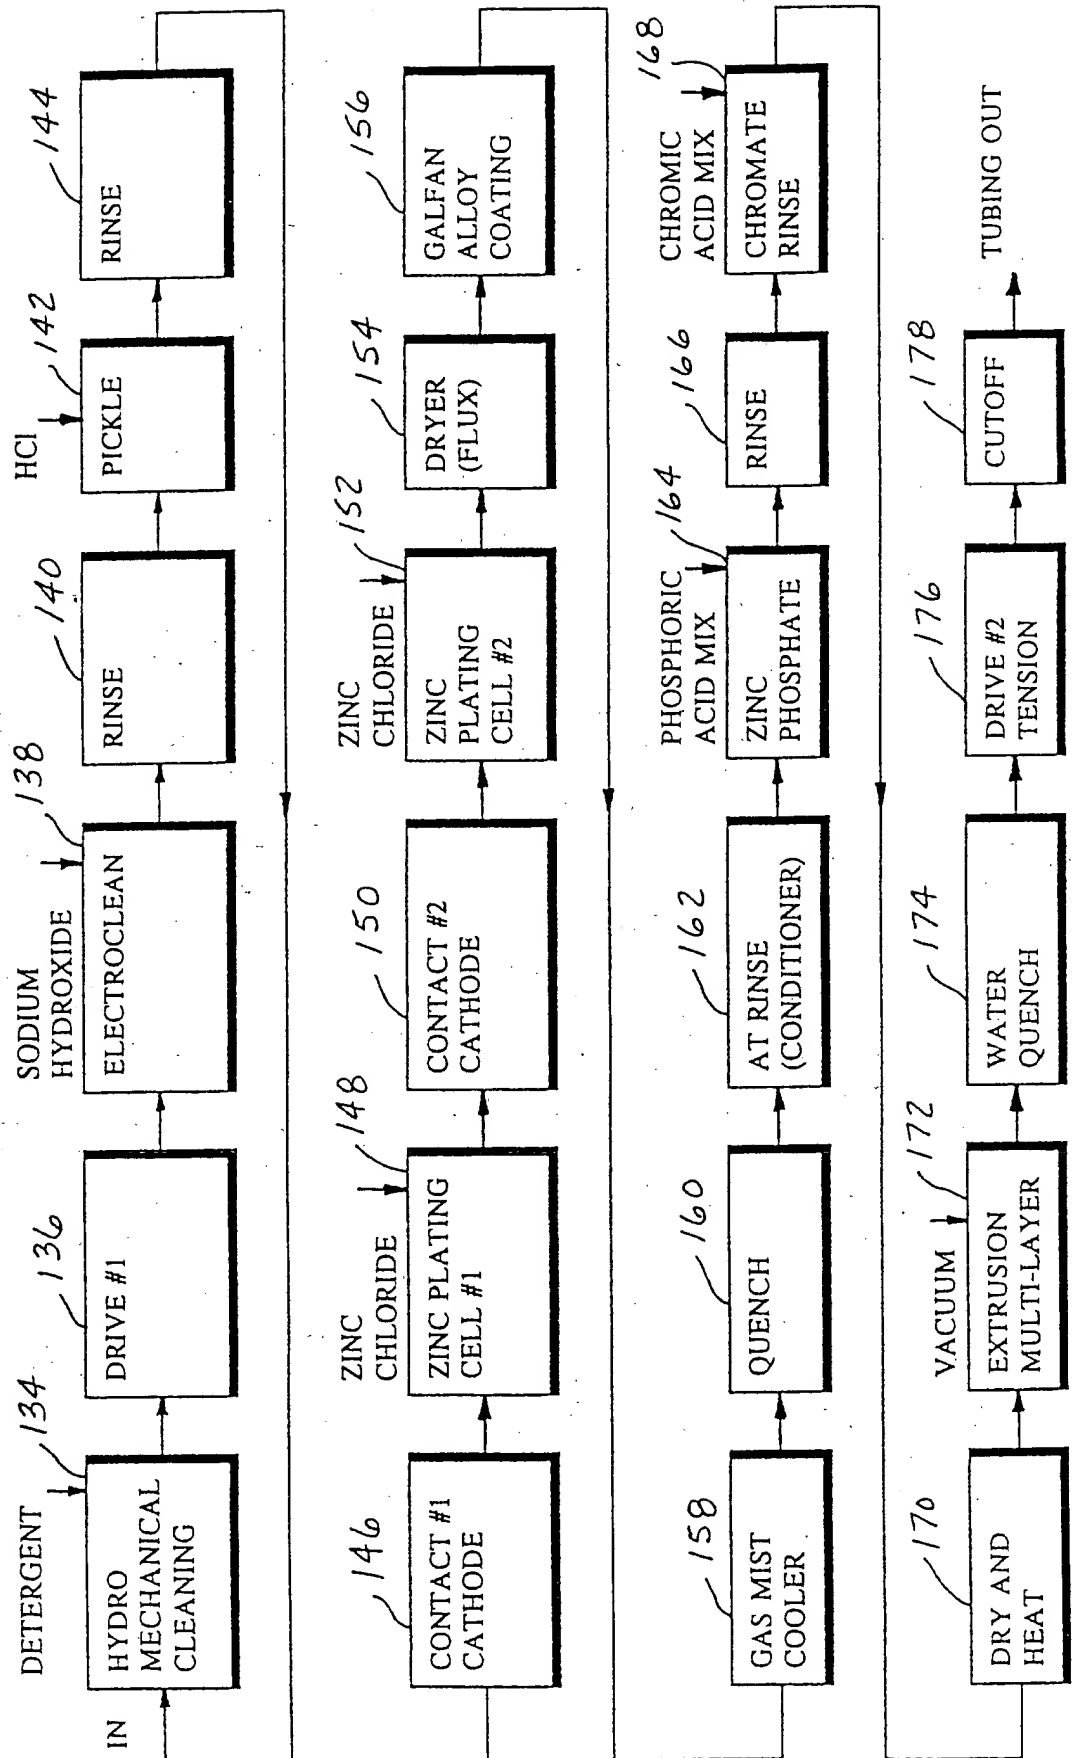 DETERGENT
134
IN
HYDRO
MECHANICAL
CLEANING
136
DRIVE #1
SODIUM
HYDROXIDE
138
ELECTROCLEAN
140
RINSE
HCl
142
PICKLE
144
RINSE
146
CONTACT #1
CATHODE
ZINC
CHLORIDE
148
ZINC PLATING
CELL #1
150
CONTACT #2
CATHODE
ZINC
CHLORIDE
152
ZINC
PLATING
CELL #2
154
DRYER
(FLUX)
156
GALFAN
ALLOY
COATING
158
GAS MIST
COOLER
160
QUENCH
162
AT RINSE
(CONDITIONER)
PHOSPHORIC
ACID MIX
164
ZINC
PHOSPHATE
166
RINSE
CHROMIC
ACID MIX
168
CHROMATE
RINSE
170
DRY AND
HEAT
VACUUM
172
EXTRUSION
MULTI-LAYER
174
WATER
QUENCH
176
DRIVE #2
TENSION
178
CUTOFF
TUBING OUT